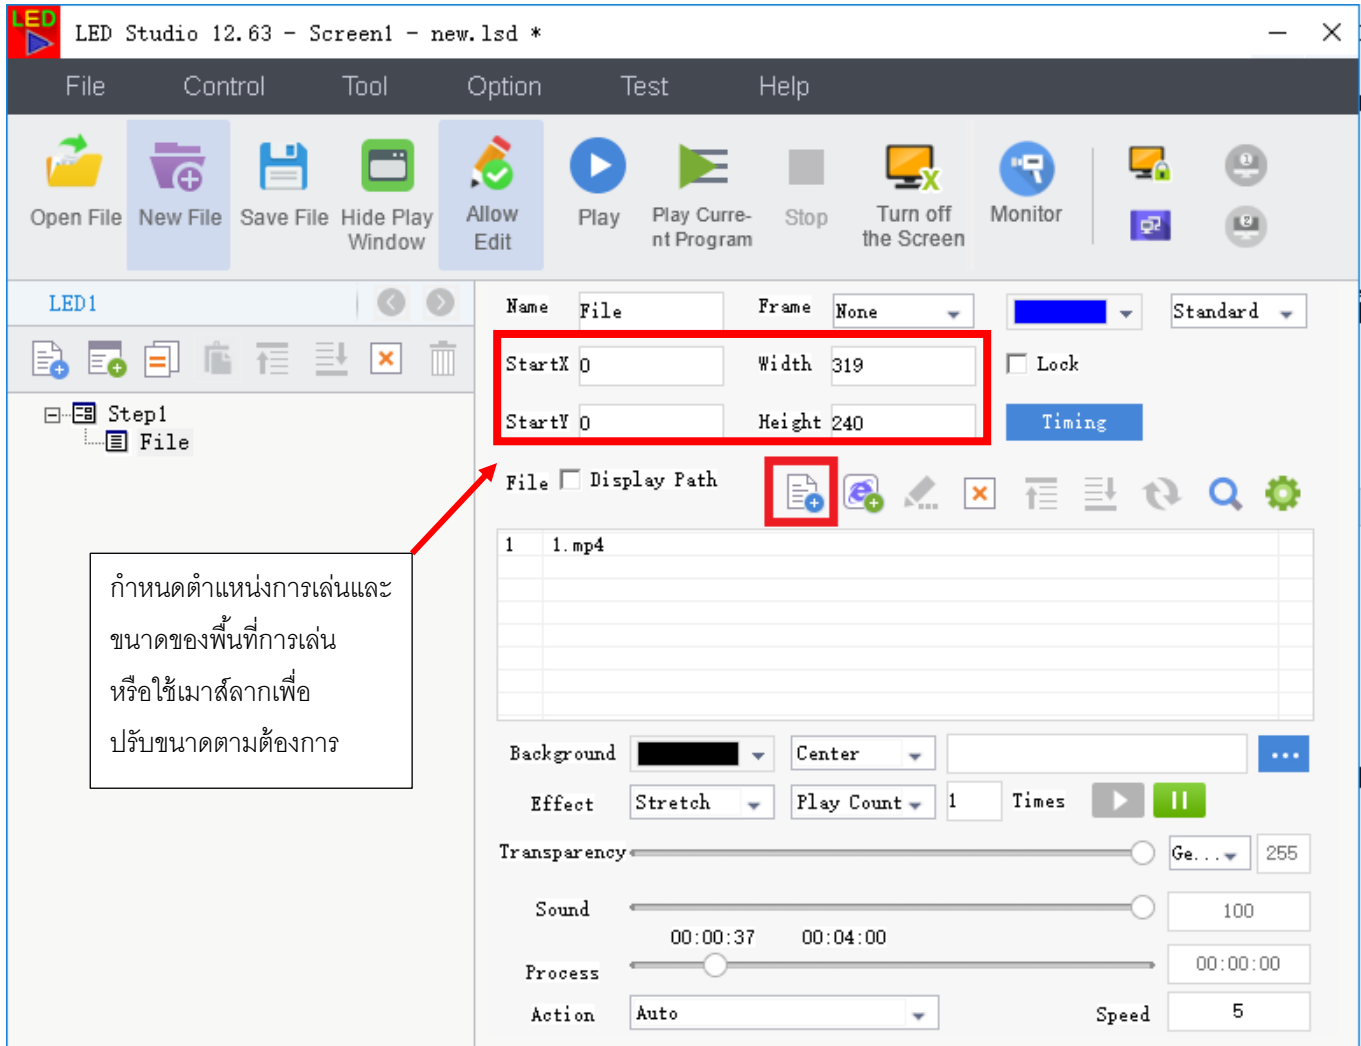 LED
LED Studio 12.63 - Screen1 - new.lsd *
File Control Tool Option Test Help
Open File New File Save File Hide Play Window Allow Edit Play Play Curre-nt Program Stop Turn off the Screen Monitor
1
2
LED1
Step1
File
Name File Frame None Standard
StartX 0 Width 319 Lock
StartY 0 Height 240 Timing
File Display Path
1 1.mp4
กำหนดตำแหน่งการเล่นและ
ขนาดของพื้นที่การเล่น
หรือใช้เมาส์ลากเพื่อ
ปรับขนาดตามต้องการ
Background Center ...
Effect Stretch Play Count 1 Times
Transparency Ge... 255
Sound 100
00:00:37 00:04:00
Process 00:00:00
Action Auto Speed 5